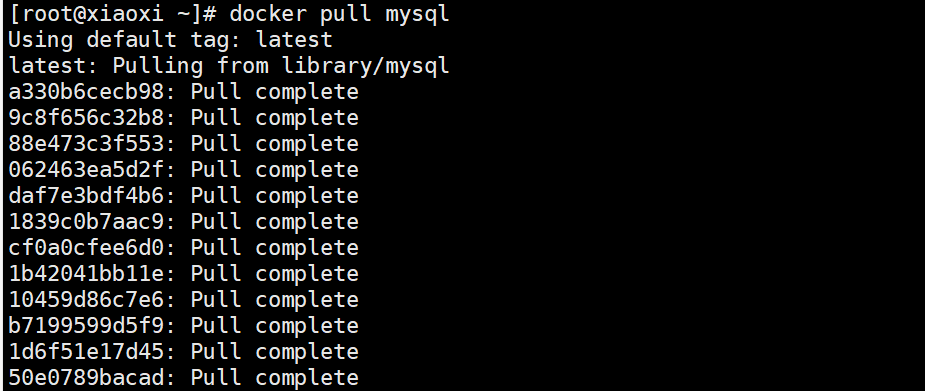 [root@xiaoxi ~]# docker pull mysql
Using default tag: latest
latest: Pulling from library/mysql
a330b6cecb98: Pull complete
9c8f656c32b8: Pull complete
88e473c3f553: Pull complete
062463ea5d2f: Pull complete
daf7e3bdf4b6: Pull complete
1839c0b7aac9: Pull complete
cf0a0cfee6d0: Pull complete
1b42041bb11e: Pull complete
10459d86c7e6: Pull complete
b7199599d5f9: Pull complete
1d6f51e17d45: Pull complete
50e0789bacad: Pull complete